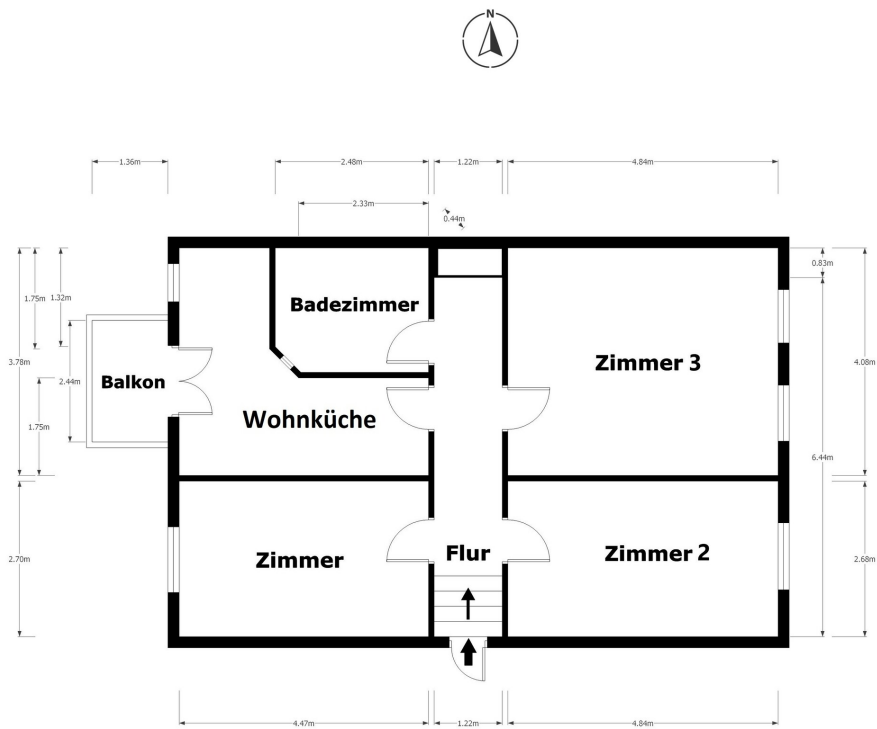 N
1.36m
2.48m
1.22m
4.84m
2.33m
0.44m
0.83m
1.75m
1.32m
Badezimmer
3.78m
Zimmer 3
4.08m
2.44m
Balkon
Wohnküche
1.75m
6.44m
2.70m
Zimmer
Flur
Zimmer 2
2.68m
4.47m
1.22m
4.84m